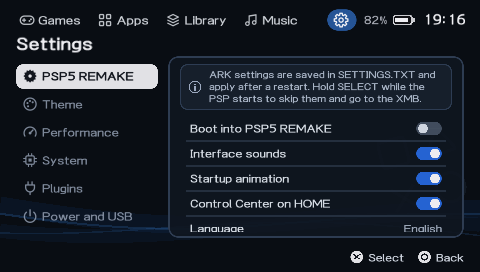 Games Apps Library Music 82% 19:16
Settings
PSP5 REMAKE
Theme
Performance
System
Plugins
Power and USB
ARK settings are saved in SETTINGS.TXT and
apply after a restart. Hold SELECT while the
PSP starts to skip them and go to the XMB.
Boot into PSP5 REMAKE
Interface sounds
Startup animation
Control Center on HOME
Language English
Select Back